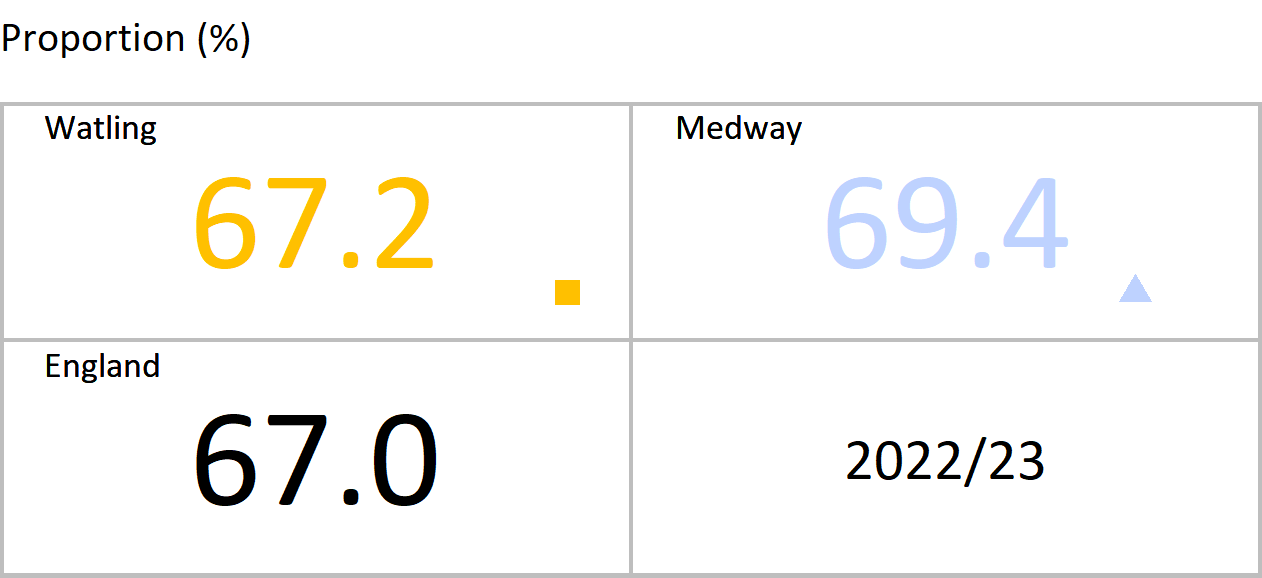 Proportion (%)
Watling
67.2
Medway
69.4
England
67.0
2022/23